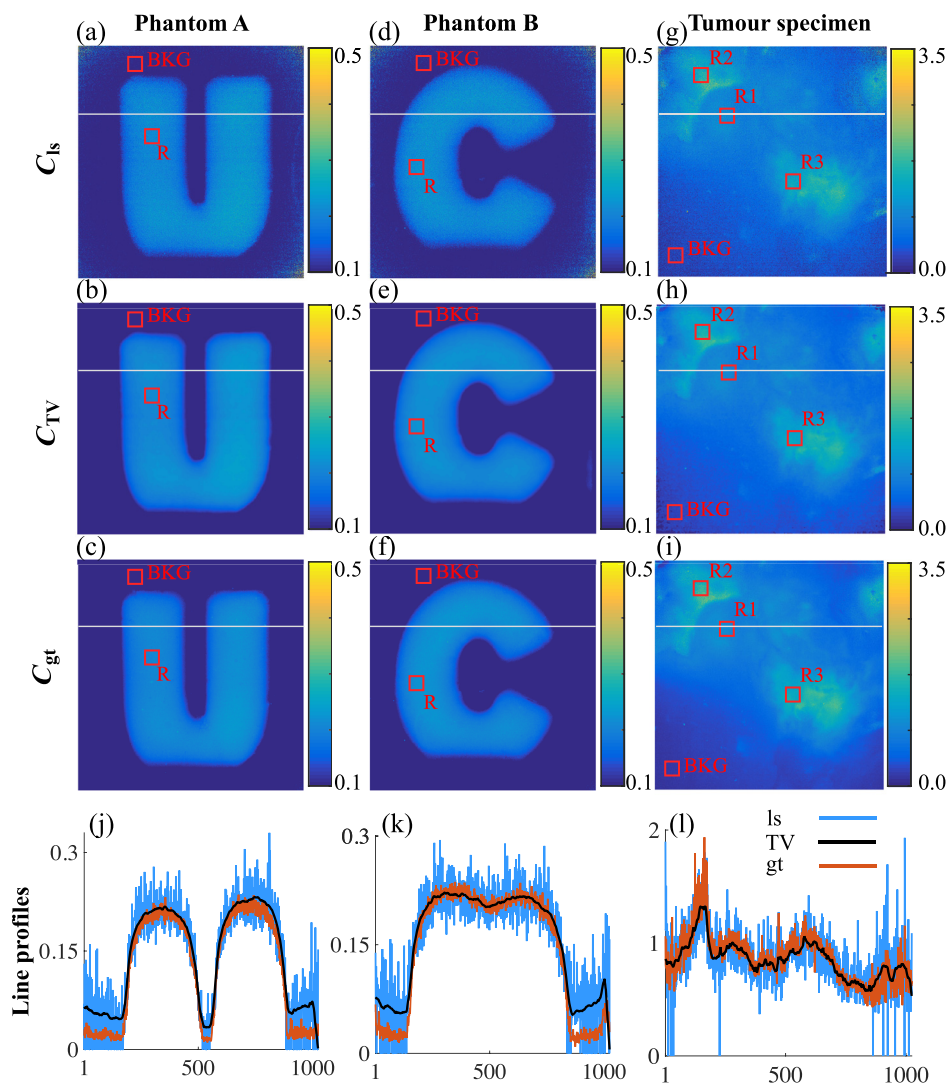 Phantom A
Phantom B
Tumour specimen
(a)
BKG
R
0.5
0.1
(d)
BKG
R
0.5
0.1
(g)
R2
R1
R3
BKG
3.5
0.0
C_ls
(b)
BKG
R
0.5
0.1
(e)
BKG
R
0.5
0.1
(h)
R2
R1
R3
BKG
3.5
0.0
C_TV
(c)
BKG
R
0.5
0.1
(f)
BKG
R
0.5
0.1
(i)
R2
R1
R3
BKG
3.5
0.0
C_gt
Line profiles
(j)
0.3
0.15
0
1
500
1000
(k)
0.3
0.15
0
1
500
1000
(l)
ls
TV
gt
2
1
0
1
500
1000